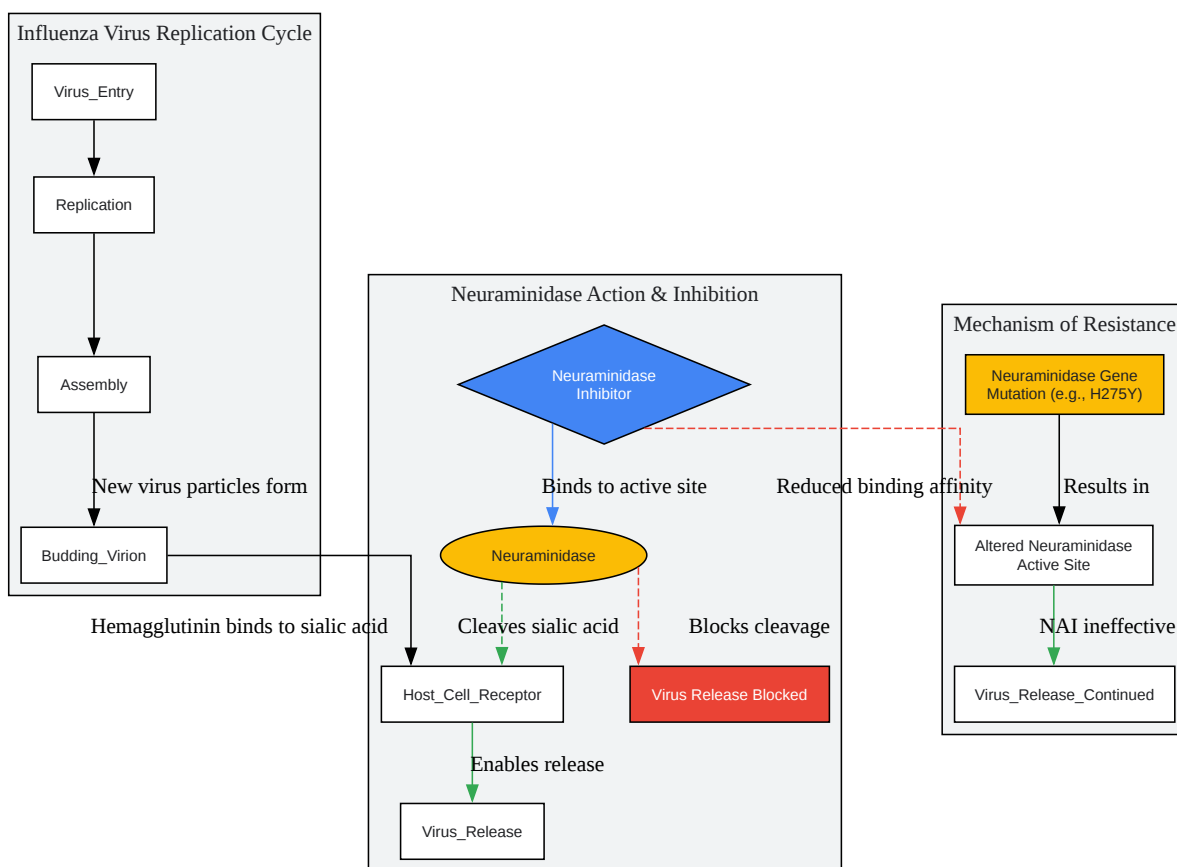 Influenza Virus Replication Cycle
Virus_Entry
Replication
Assembly
New virus particles form
Budding_Virion
Hemagglutinin binds to sialic acid
Neuraminidase Action & Inhibition
Neuraminidase
Inhibitor
Binds to active site
Reduced binding affinity
Neuraminidase
Cleaves sialic acid
Blocks cleavage
Host_Cell_Receptor
Virus Release Blocked
Enables release
Virus_Release
Mechanism of Resistance
Neuraminidase Gene
Mutation (e.g., H275Y)
Results in
Altered Neuraminidase
Active Site
NAI ineffective
Virus_Release_Continued